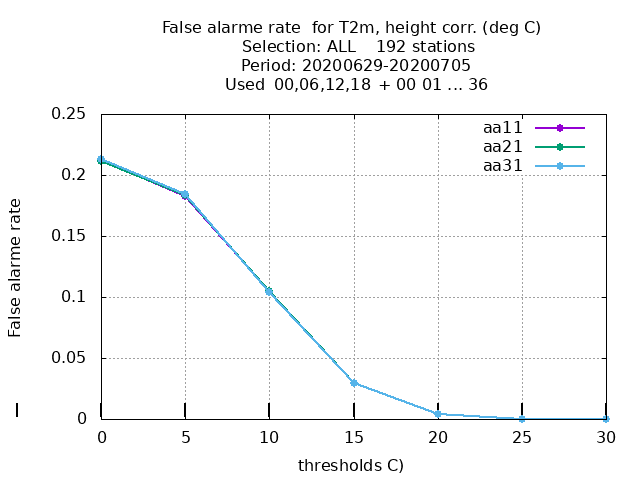 False alarme rate for T2m, height corr. (deg C)
Selection: ALL 192 stations
Period: 20200629-20200705
Used 00,06,12,18 + 00 01 ... 36
0.25
0.2
0.15
0.1
0.05
0
False alarme rate
aa11
aa21
aa31
0 5 10 15 20 25 30
thresholds C)